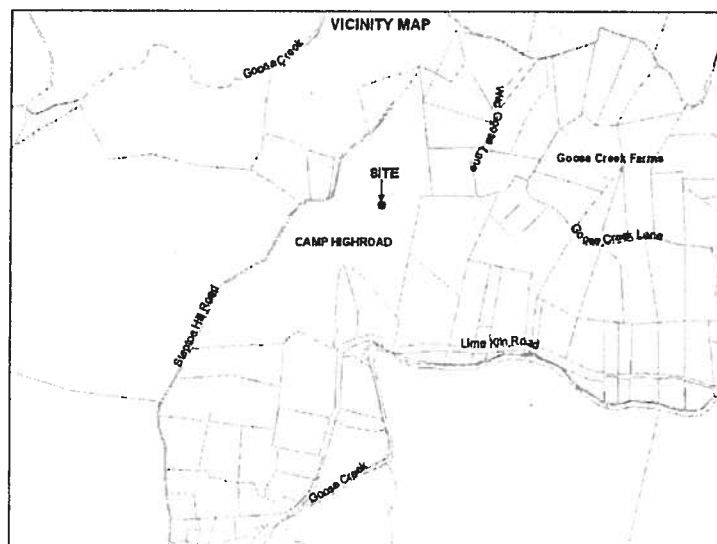 VICINITY MAP
Goose Creek
Wild Goose Lane
Goose Creek Farms
SITE
Goose Creek Lane
CAMP HIGHROAD
Steptoe Hill Road
Lime Kiln Road
Goose Creek